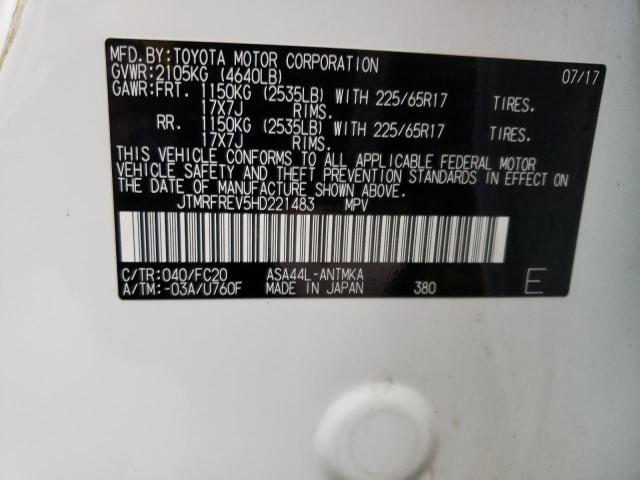 MFD.BY:TOYOTA MOTOR CORPORATION 07/17
GVWR:2105KG (4640LB)
GAWR:FRT. 1150KG (2535LB) WITH 225/65R17 TIRES.
17X7J RIMS.
RR. 1150KG (2535LB) WITH 225/65R17 TIRES.
17X7J RIMS.
THIS VEHICLE CONFORMS TO ALL APPLICABLE FEDERAL MOTOR
VEHICLE SAFETY AND THEFT PREVENTION STANDARDS IN EFFECT ON
THE DATE OF MANUFACTURE SHOWN ABOVE.
JTMRFREV5HD221483 MPV
C/TR:040/FC20 ASA44L-ANTMKA
A/TM:-03A/U760F MADE IN JAPAN 380 E